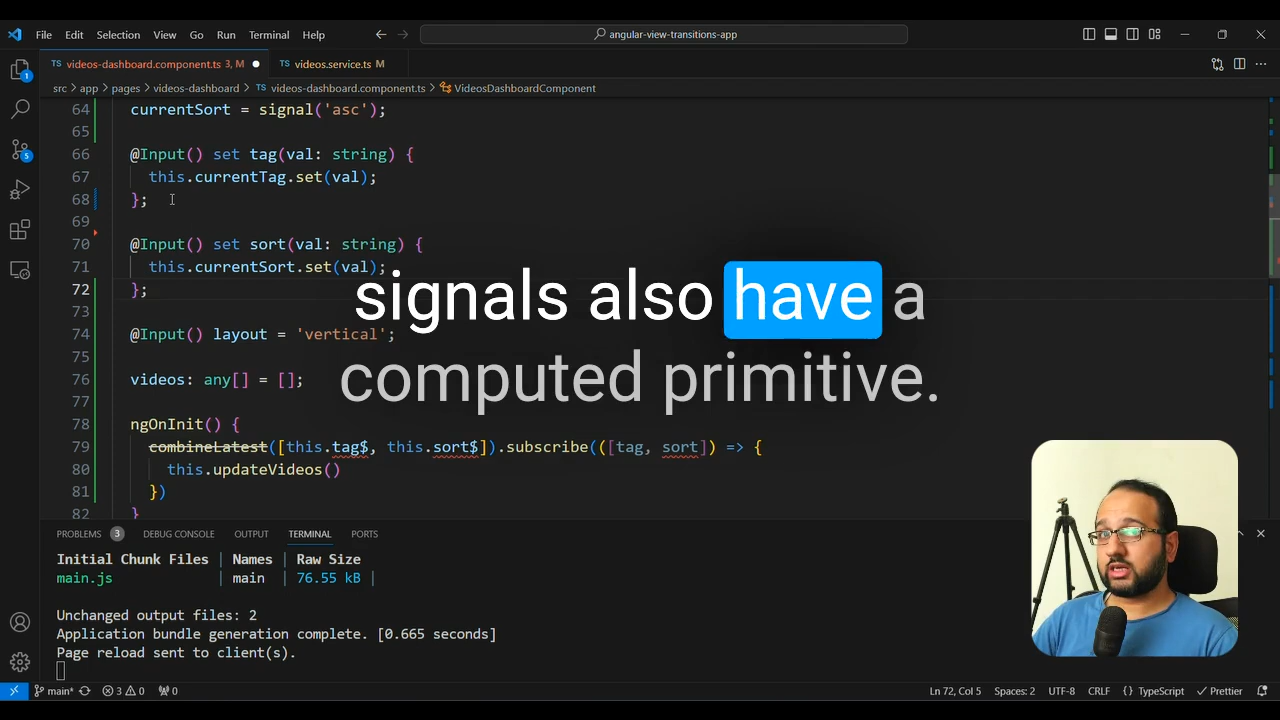 File Edit Selection View Go Run Terminal Help
angular-view-transitions-app
videos-dashboard.component.ts 3, M
videos.service.ts M
src > app > pages > videos-dashboard > videos-dashboard.component.ts > VideosDashboardComponent
64 currentSort = signal('asc');
65
66 @Input() set tag(val: string) {
67 this.currentTag.set(val);
68 };
69
70 @Input() set sort(val: string) {
71 this.currentSort.set(val);
72 };
73
74 @Input() layout = 'vertical';
75
76 videos: any[] = [];
77
78 ngOnInit() {
79 combineLatest([this.tag$, this.sort$]).subscribe(([tag, sort]) => {
80 this.updateVideos()
81 })
82 }
signals also have a
computed primitive.
PROBLEMS 3 DEBUG CONSOLE OUTPUT TERMINAL PORTS
Initial Chunk Files | Names | Raw Size
main.js | main | 76.55 kB |
Unchanged output files: 2
Application bundle generation complete. [0.665 seconds]
Page reload sent to client(s).
1
5
main* 3 0 0 Ln 72, Col 5 Spaces: 2 UTF-8 CRLF {} TypeScript Prettier